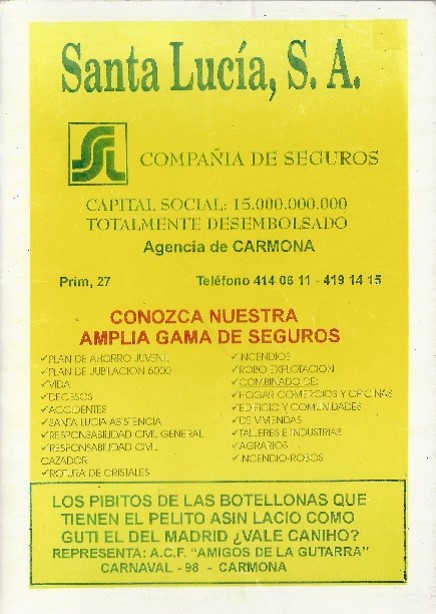 Santa Lucía, S. A.
COMPAÑIA DE SEGUROS
CAPITAL SOCIAL: 15.000.000.000
TOTALMENTE DESEMBOLSADO
Agencia de CARMONA
Prim, 27 Teléfono 414 06 11 - 419 14 15
CONOZCA NUESTRA
AMPLIA GAMA DE SEGUROS
✓PLAN DE AHORRO JUVENIL
✓PLAN DE JUBILACION 6000
✓VIDA
✓DECESOS
✓ACCIDENTES
✓SANTA LUCIA ASISTENCIA
✓RESPONSABILIDAD CIVIL GENERAL
✓RESPONSABILIDAD CIVIL
CAZADOR
✓ROTURA DE CRISTALES
✓INCENDIOS
✓ROBO EXPLOTACION
✓COMBINADO DE:
✓HOGAR COMERCIOS Y OFICINAS
✓EDIFICIO Y COMUNIDADES
✓DE VIVIENDAS
✓TALLERES E INDUSTRIAS
✓AGRARIOS
✓INCENDIO-ROBOS
LOS PIBITOS DE LAS BOTELLONAS QUE
TIENEN EL PELITO ASIN LACIO COMO
GUTI EL DEL MADRID ¿VALE CANIHO?
REPRESENTA: A.C.F. "AMIGOS DE LA GUTARRA"
CARNAVAL - 98 - CARMONA